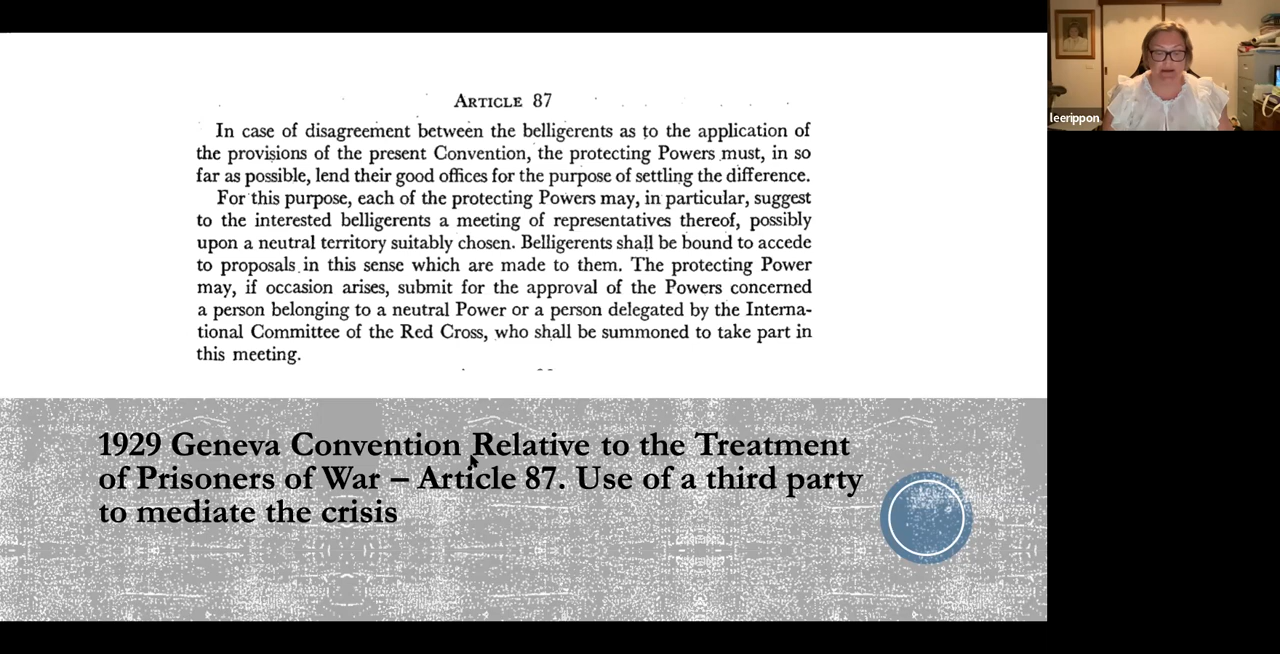 ARTICLE 87
In case of disagreement between the belligerents as to the application of
the provisions of the present Convention, the protecting Powers must, in so
far as possible, lend their good offices for the purpose of settling the difference.
For this purpose, each of the protecting Powers may, in particular, suggest
to the interested belligerents a meeting of representatives thereof, possibly
upon a neutral territory suitably chosen. Belligerents shall be bound to accede
to proposals in this sense which are made to them. The protecting Power
may, if occasion arises, submit for the approval of the Powers concerned
a person belonging to a neutral Power or a person delegated by the Interna-
tional Committee of the Red Cross, who shall be summoned to take part in
this meeting.
1929 Geneva Convention Relative to the Treatment
of Prisoners of War – Article 87. Use of a third party
to mediate the crisis
leerippon